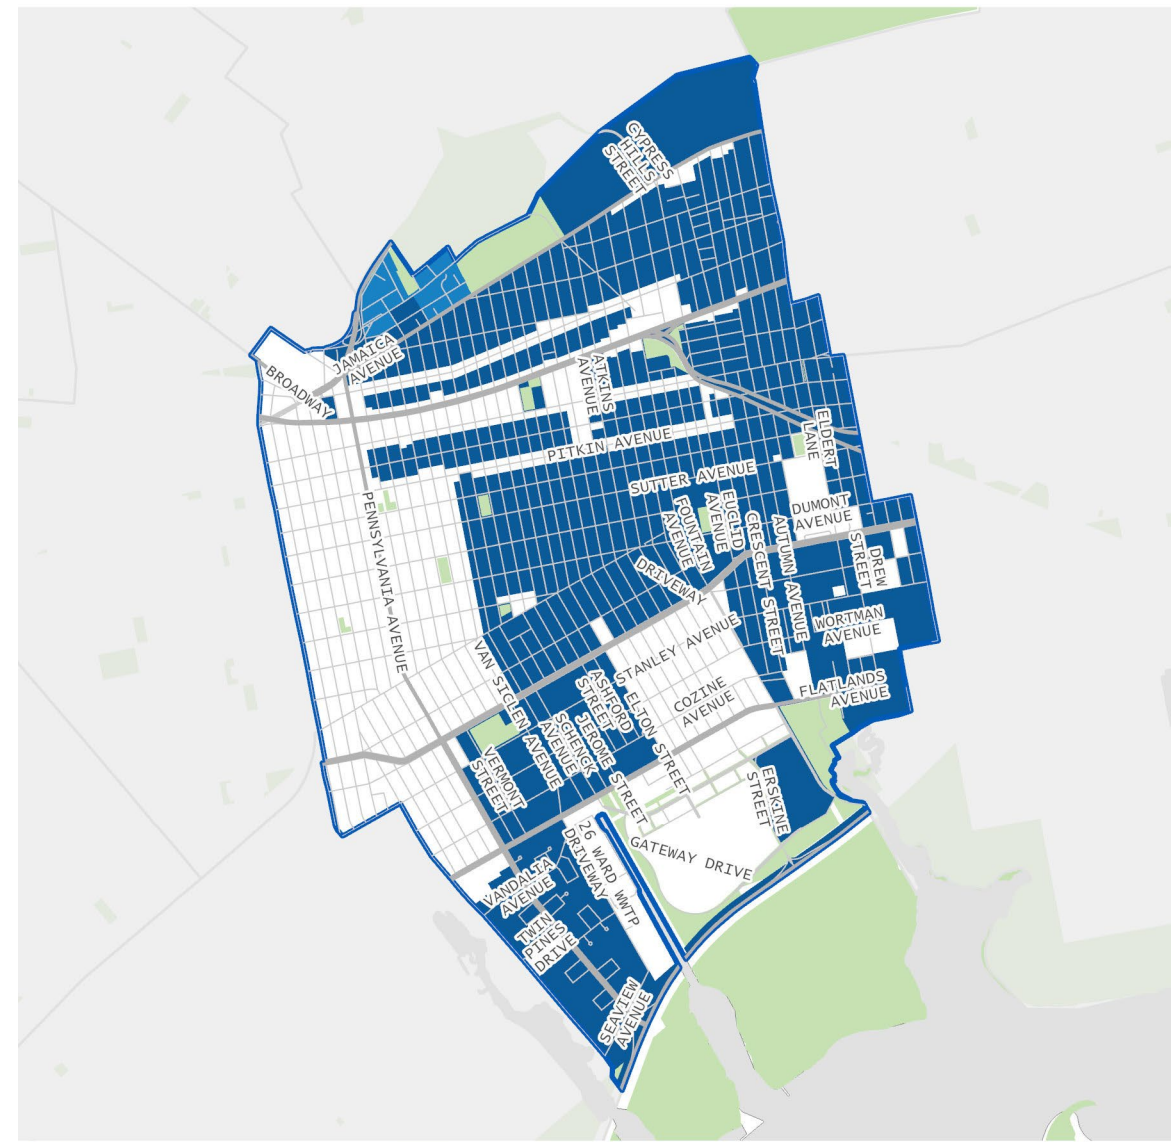 CYPRESS
HILLS
STREET
JAMAICA
AVENUE
BROADWAY
ATKINS
AVENUE
PITKIN AVENUE
ELDERT
LANE
SUTTER AVENUE
PENNSYLVANIA AVENUE
FOUNTAIN
AVENUE
EUCLID
AVENUE
CRESCENT STREET
AUTUMN AVENUE
DUMONT
AVENUE
DREW
STREET
DRIVEWAY
WORTMAN
AVENUE
STANLEY AVENUE
VAN SICLEN AVENUE
ASHFORD
STREET
ELTON STREET
COZINE
AVENUE
FLATLANDS
AVENUE
SCHENCK
AVENUE
JEROME STREET
VERMONT
STREET
ERSKINE
STREET
GATEWAY DRIVE
26 WARD WWTP
DRIVEWAY
VANDALIA
AVENUE
TWIN
PINES
DRIVE
SEAVIEW
AVENUE